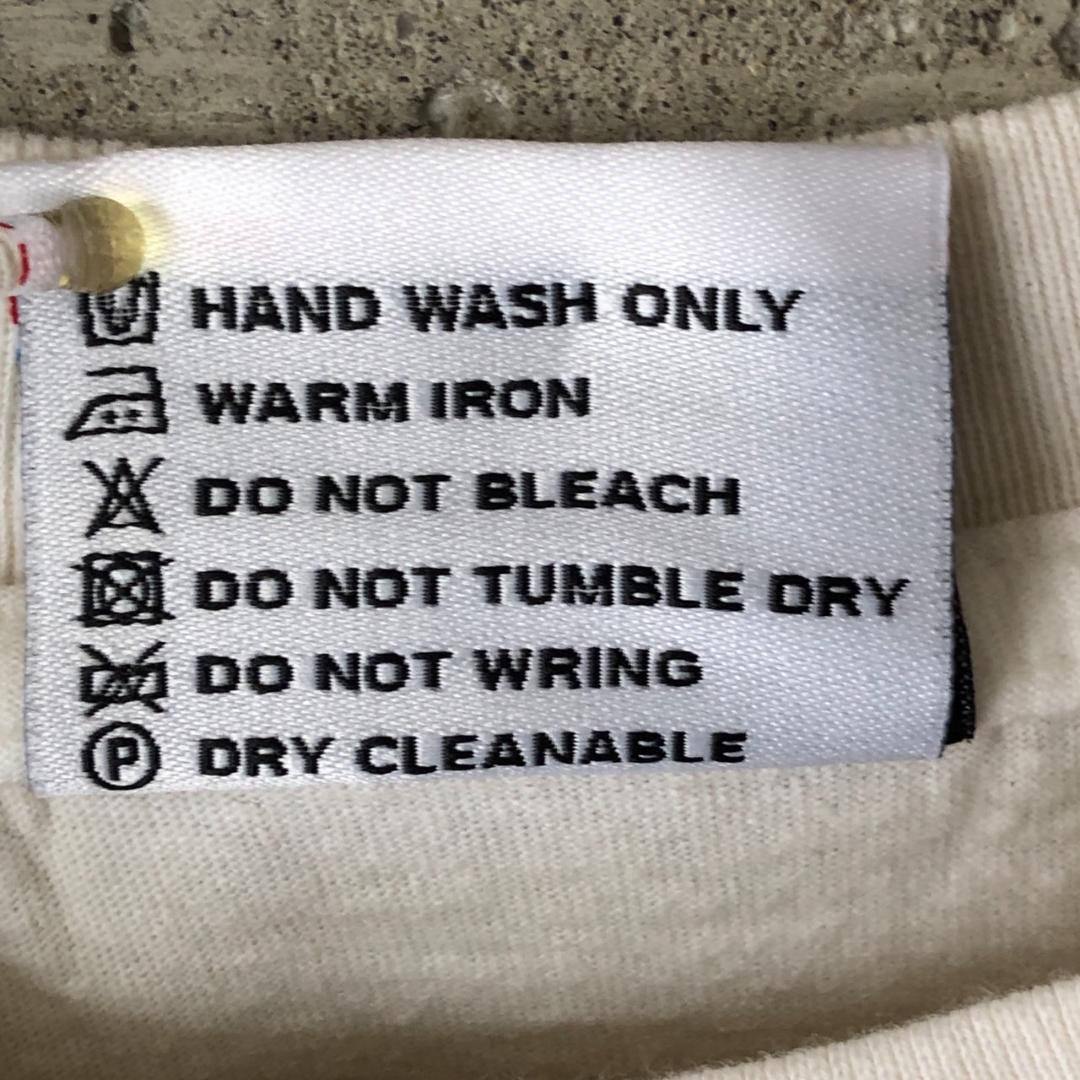 HAND WASH ONLY
WARM IRON
DO NOT BLEACH
DO NOT TUMBLE DRY
DO NOT WRING
P DRY CLEANABLE